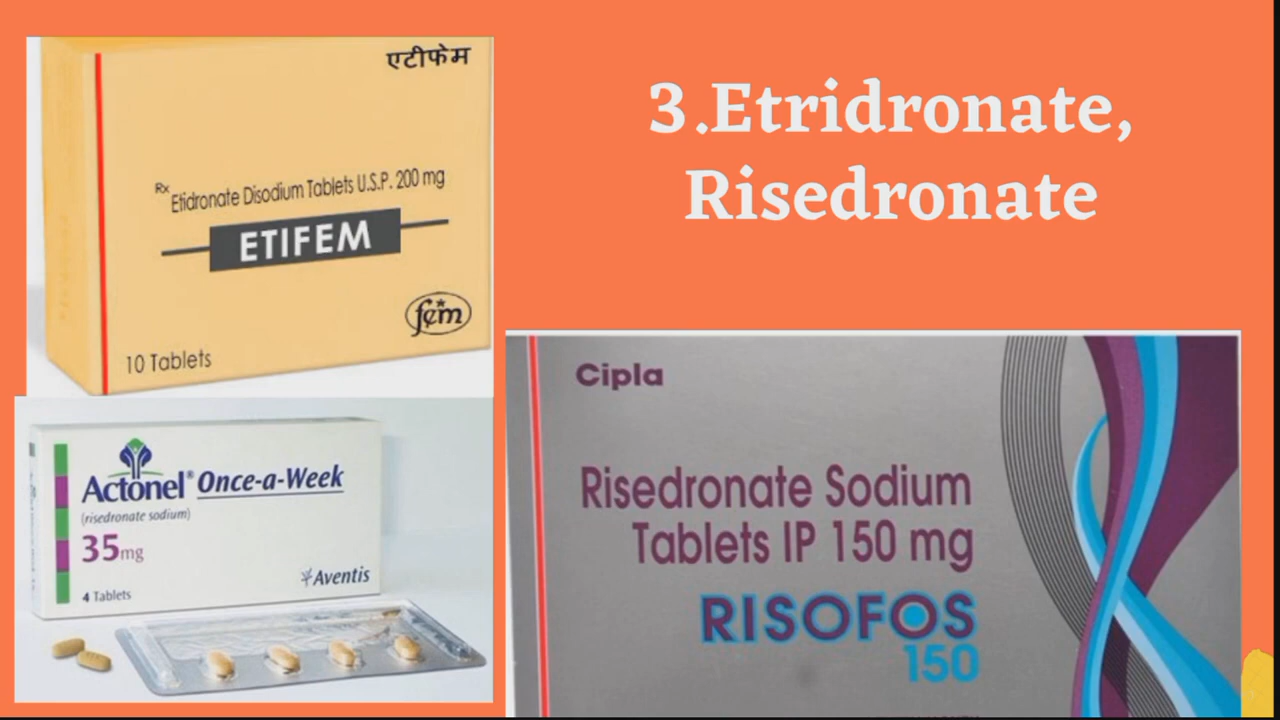 3.Etridronate,
Risedronate
एटीफेम
Rx Etidronate Disodium Tablets U.S.P. 200 mg
ETIFEM
fem
10 Tablets
Actonel® Once-a-Week
(risedronate sodium)
35mg
Aventis
4 Tablets
Cipla
Risedronate Sodium
Tablets IP 150 mg
RISOFOS
150